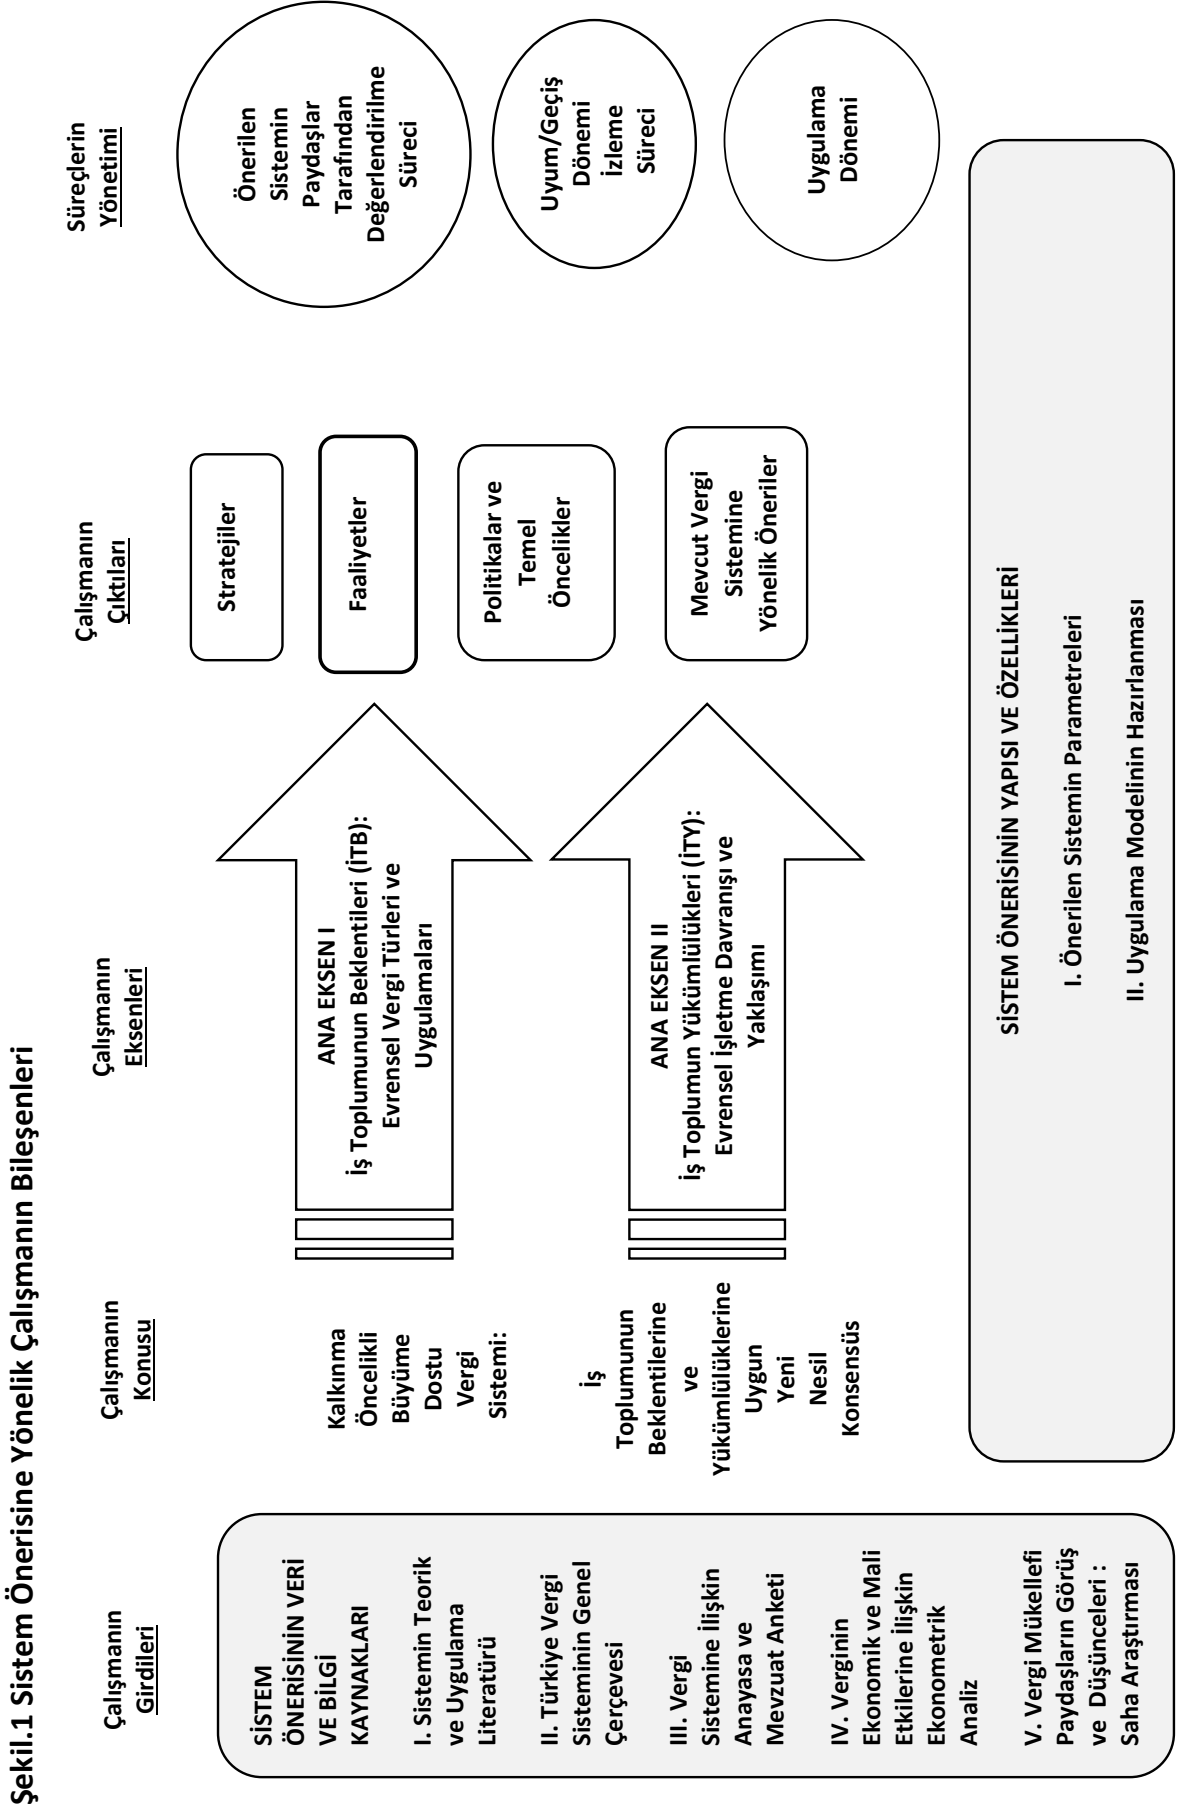 Şekil.1 Sistem Önerisine Yönelik Çalışmanın Bileşenleri
Çalışmanın
Girdileri
SİSTEM
ÖNERİSİNİN VERİ
VE BİLGİ
KAYNAKLARI
I. Sistemin Teorik
ve Uygulama
Literatürü
II. Türkiye Vergi
Sisteminin Genel
Çerçevesi
III. Vergi
Sistemine İlişkin
Anayasa ve
Mevzuat Anketi
IV. Verginin
Ekonomik ve Mali
Etkilerine İlişkin
Ekonometrik
Analiz
V. Vergi Mükellefi
Paydaşların Görüş
ve Düşünceleri :
Saha Araştırması
Çalışmanın
Konusu
Kalkınma
Öncelikli
Büyüme
Dostu
Vergi
Sistemi:
İş
Toplumunun
Beklentilerine
ve
Yükümlülüklerine
Uygun
Yeni
Nesil
Konsensüs
Çalışmanın
Eksenleri
ANA EKSEN I
İş Toplumunun Beklentileri (İTB):
Evrensel Vergi Türleri ve
Uygulamaları
ANA EKSEN II
İş Toplumun Yükümlülükleri (İTY):
Evrensel İşletme Davranışı ve
Yaklaşımı
Çalışmanın
Çıktıları
Stratejiler
Faaliyetler
Politikalar ve
Temel
Öncelikler
Mevcut Vergi
Sistemine
Yönelik Öneriler
Süreçlerin
Yönetimi
Önerilen
Sistemin
Paydaşlar
Tarafından
Değerlendirilme
Süreci
Uyum/Geçiş
Dönemi
İzleme
Süreci
Uygulama
Dönemi
SİSTEM ÖNERİSİNİN YAPISI VE ÖZELLİKLERİ
I. Önerilen Sistemin Parametreleri
II. Uygulama Modelinin Hazırlanması